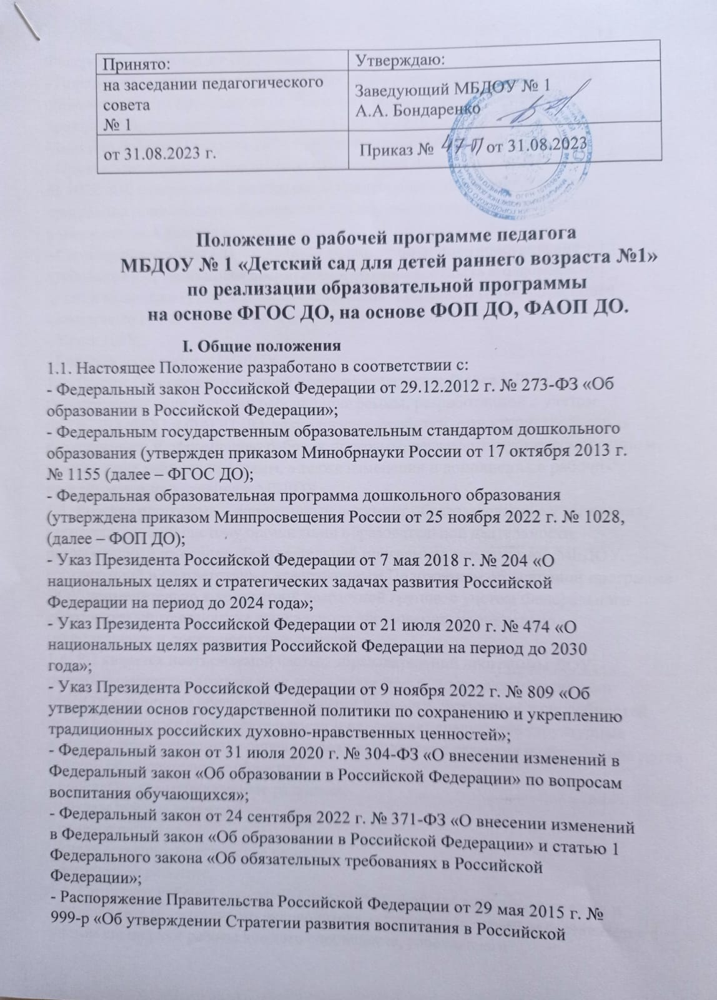 Принято:
Утверждаю:
на заседании педагогического
совета
№ 1
Заведующий МБДОУ № 1
А.А. Бондаренко
от 31.08.2023 г.
Приказ № 47-П от 31.08.2023
Положение о рабочей программе педагога
МБДОУ № 1 «Детский сад для детей раннего возраста №1»
по реализации образовательной программы
на основе ФГОС ДО, на основе ФОП ДО, ФАОП ДО.
I. Общие положения
1.1. Настоящее Положение разработано в соответствии с:
- Федеральный закон Российской Федерации от 29.12.2012 г. № 273-ФЗ «Об
образовании в Российской Федерации»;
- Федеральным государственным образовательным стандартом дошкольного
образования (утвержден приказом Минобрнауки России от 17 октября 2013 г.
№ 1155 (далее – ФГОС ДО);
- Федеральная образовательная программа дошкольного образования
(утверждена приказом Минпросвещения России от 25 ноября 2022 г. № 1028,
(далее – ФОП ДО);
- Указ Президента Российской Федерации от 7 мая 2018 г. № 204 «О
национальных целях и стратегических задачах развития Российской
Федерации на период до 2024 года»;
- Указ Президента Российской Федерации от 21 июля 2020 г. № 474 «О
национальных целях развития Российской Федерации на период до 2030
года»;
- Указ Президента Российской Федерации от 9 ноября 2022 г. № 809 «Об
утверждении основ государственной политики по сохранению и укреплению
традиционных российских духовно-нравственных ценностей»;
- Федеральный закон от 31 июля 2020 г. № 304-ФЗ «О внесении изменений в
Федеральный закон «Об образовании в Российской Федерации» по вопросам
воспитания обучающихся»;
- Федеральный закон от 24 сентября 2022 г. № 371-ФЗ «О внесении изменений
в Федеральный закон «Об образовании в Российской Федерации» и статью 1
Федерального закона «Об обязательных требованиях в Российской
Федерации»;
- Распоряжение Правительства Российской Федерации от 29 мая 2015 г. №
999-р «Об утверждении Стратегии развития воспитания в Российской